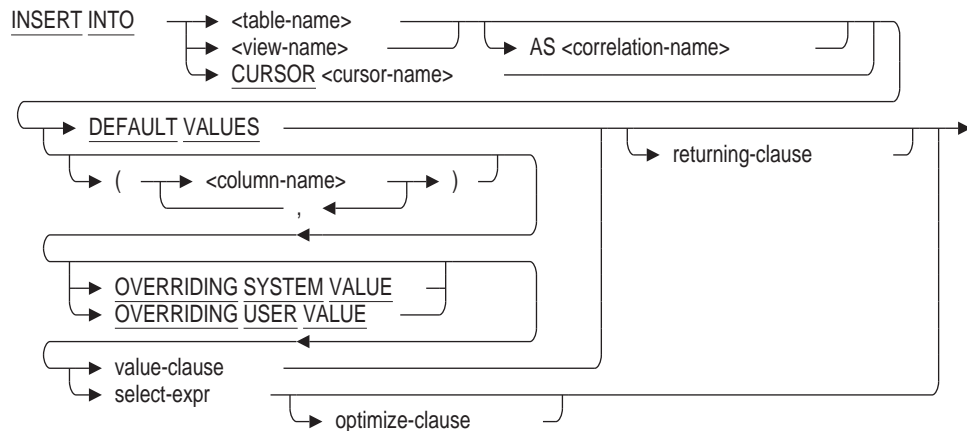 INSERT INTO <table-name>
<view-name> AS <correlation-name>
CURSOR <cursor-name>
DEFAULT VALUES
returning-clause
( <column-name> )
,
OVERRIDING SYSTEM VALUE
OVERRIDING USER VALUE
value-clause
select-expr
optimize-clause